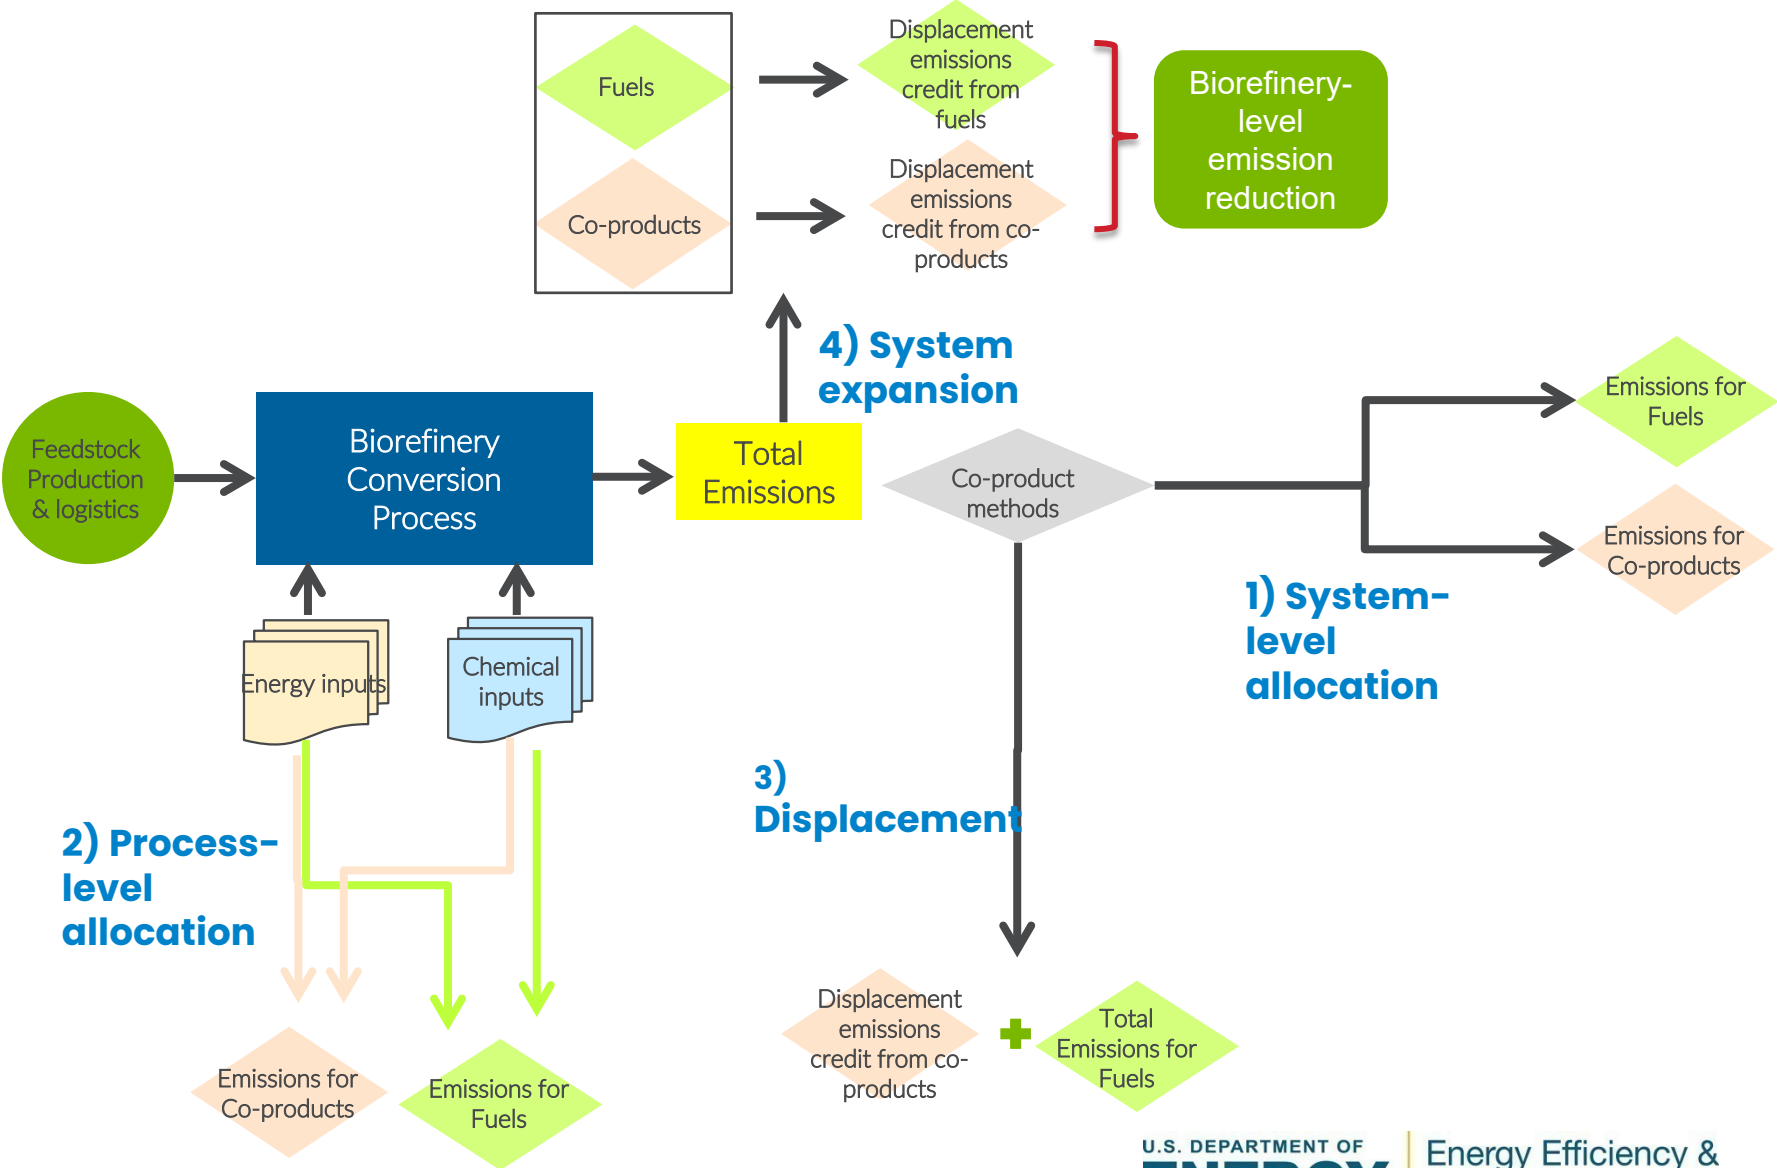 Fuels
Displacement
emissions
credit from
fuels
Biorefinery-
level
emission
reduction
Co-products
Displacement
emissions
credit from co-
products
4) System
expansion
Feedstock
Production
& logistics
Biorefinery
Conversion
Process
Total
Emissions
Co-product
methods
Emissions for
Fuels
Emissions for
Co-products
1) System-
level
allocation
Energy inputs
Chemical
inputs
3)
Displacement
2) Process-
level
allocation
Displacement
emissions
credit from co-
products
Total
Emissions for
Fuels
Emissions for
Co-products
Emissions for
Fuels
U.S. DEPARTMENT OF
ENERGY
Energy Efficiency &